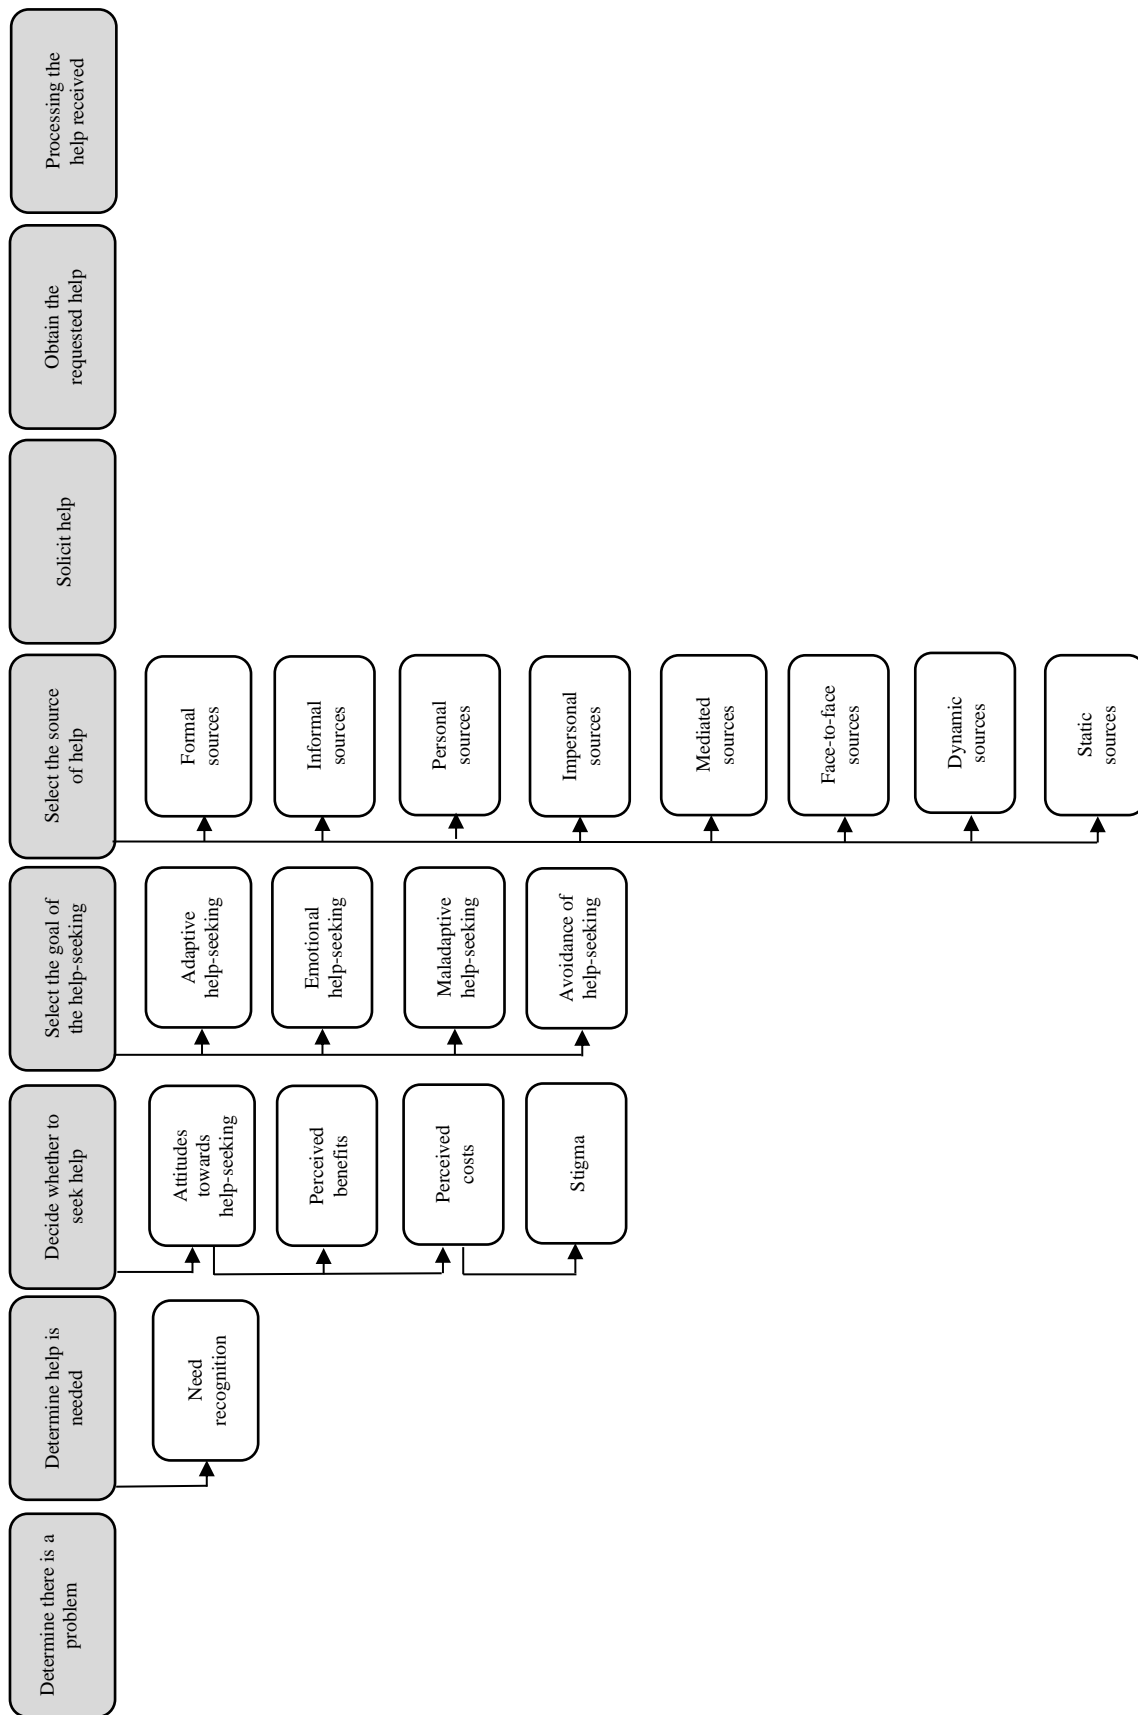 Determine there is a
problem
Determine help is
needed
Decide whether to
seek help
Select the goal of
the help-seeking
Select the source
of help
Solicit help
Obtain the
requested help
Processing the
help received
Need
recognition
Attitudes
towards
help-seeking
Perceived
benefits
Perceived
costs
Stigma
Adaptive
help-seeking
Emotional
help-seeking
Maladaptive
help-seeking
Avoidance of
help-seeking
Formal
sources
Informal
sources
Personal
sources
Impersonal
sources
Mediated
sources
Face-to-face
sources
Dynamic
sources
Static
sources